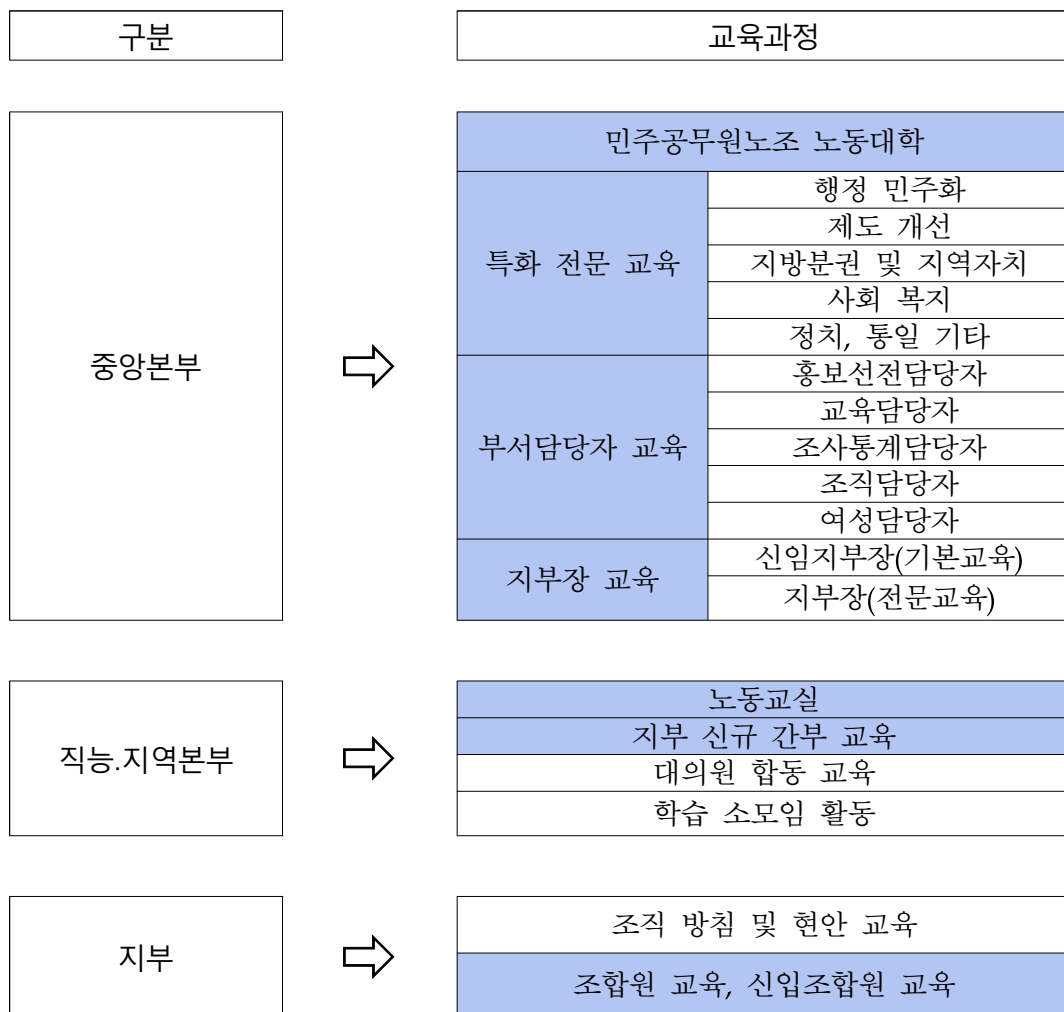 구분
교육과정
중앙본부
민주공무원노조 노동대학
특화 전문 교육
행정 민주화
제도 개선
지방분권 및 지역자치
사회 복지
정치, 통일 기타
부서담당자 교육
홍보선전담당자
교육담당자
조사통계담당자
조직담당자
여성담당자
지부장 교육
신임지부장(기본교육)
지부장(전문교육)
직능.지역본부
노동교실
지부 신규 간부 교육
대의원 합동 교육
학습 소모임 활동
지부
조직 방침 및 현안 교육
조합원 교육, 신입조합원 교육